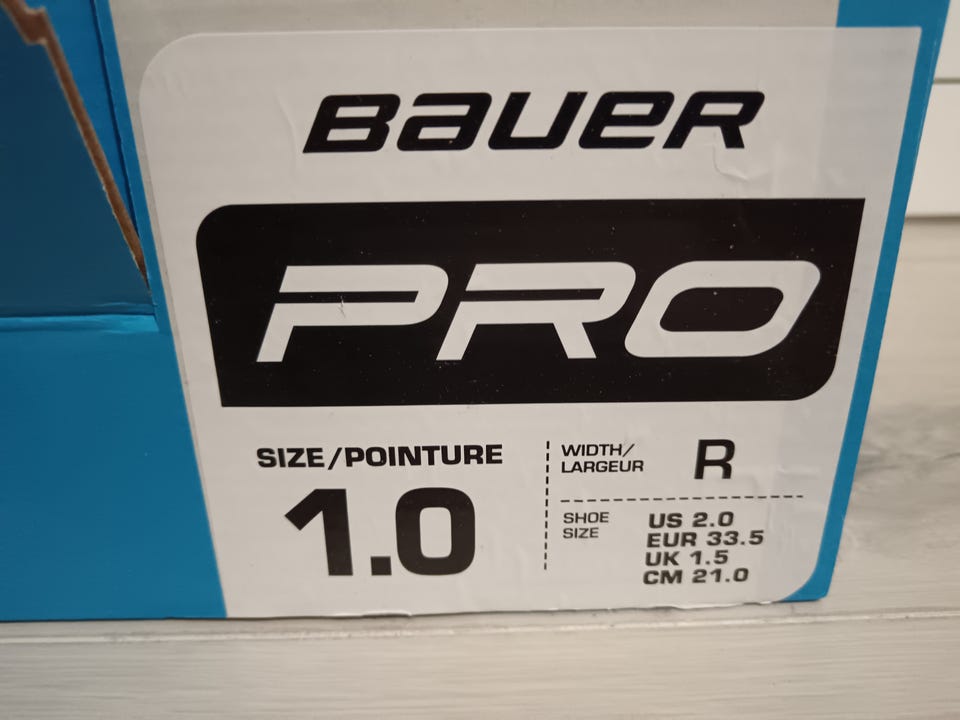 BAUER
PRO
SIZE/POINTURE
1.0
WIDTH/
LARGEUR
R
SHOE
SIZE
US 2.0
EUR 33.5
UK 1.5
CM 21.0